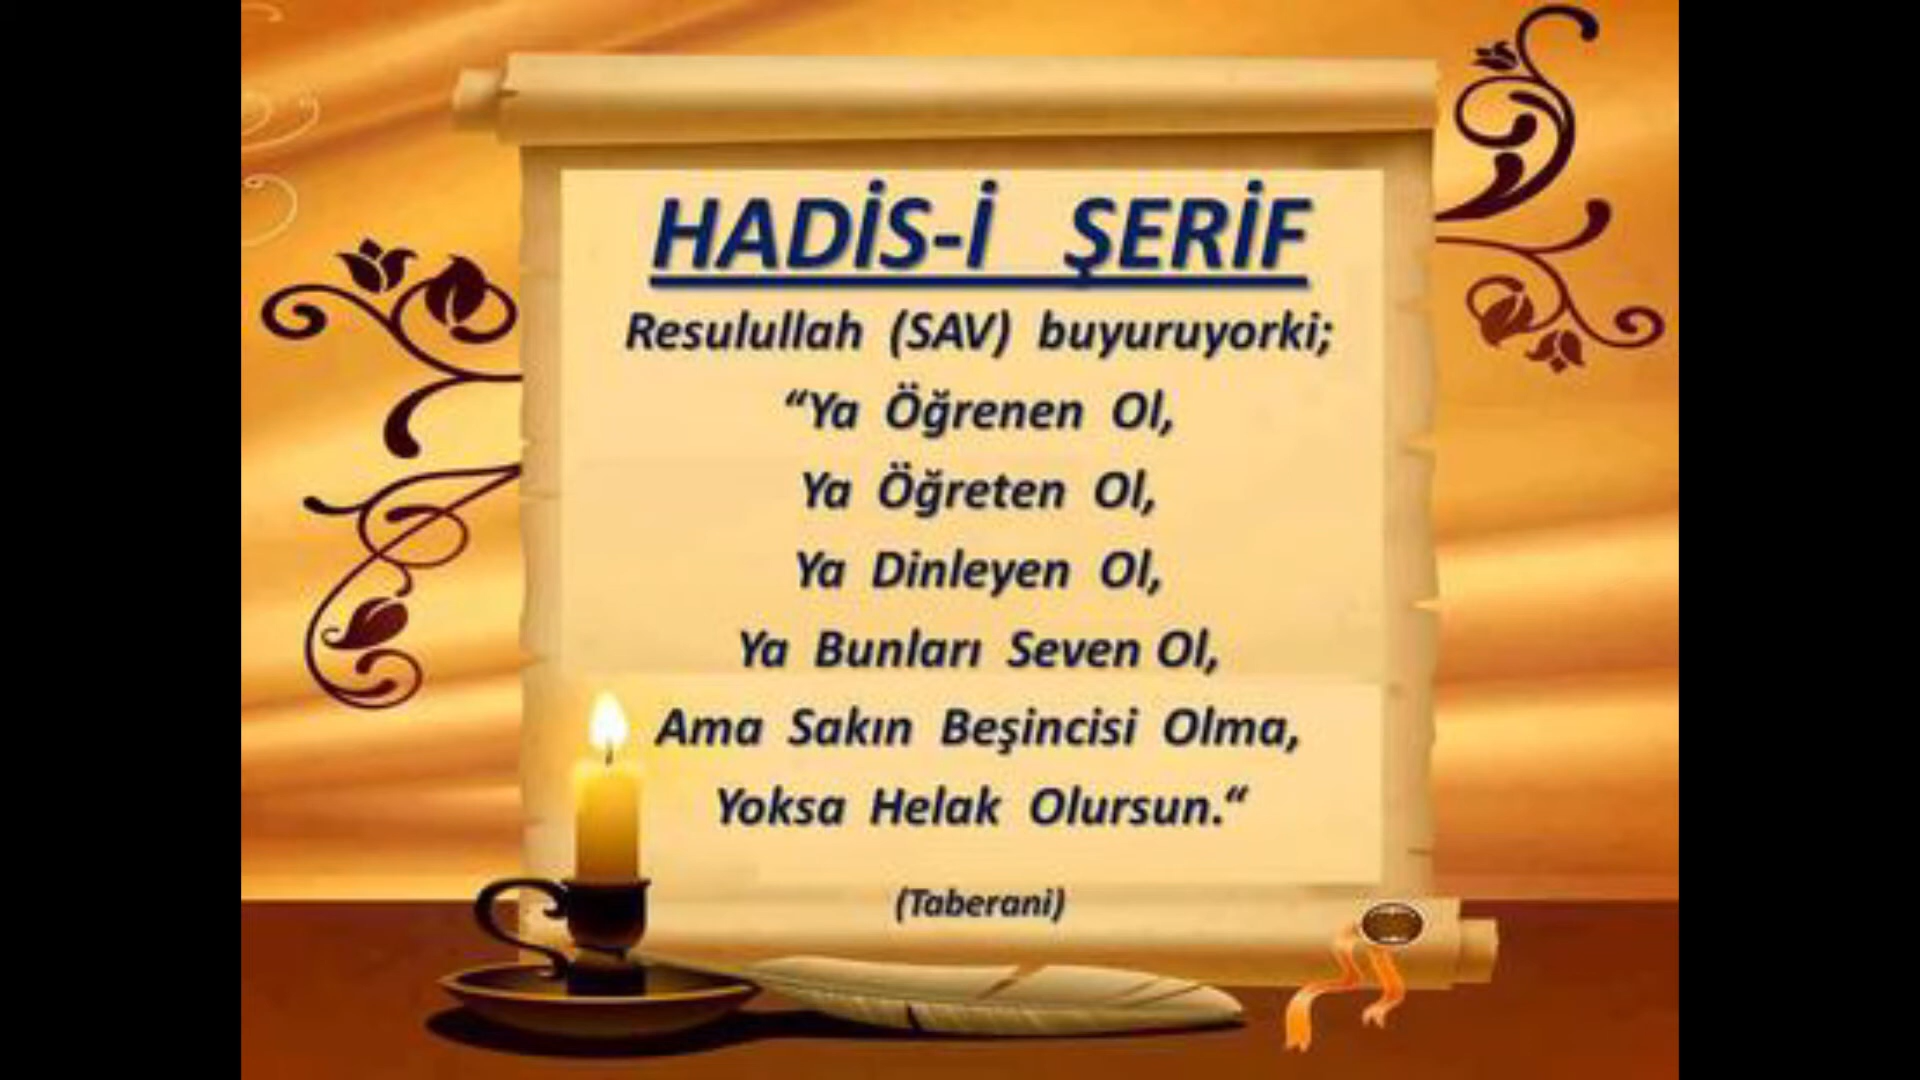 HADİS-İ ŞERİF
Resulullah (SAV) buyuruyorki;
“Ya Öğrenen Ol,
Ya Öğreten Ol,
Ya Dinleyen Ol,
Ya Bunları Seven Ol,
Ama Sakın Beşincisi Olma,
Yoksa Helak Olursun.“
(Taberani)